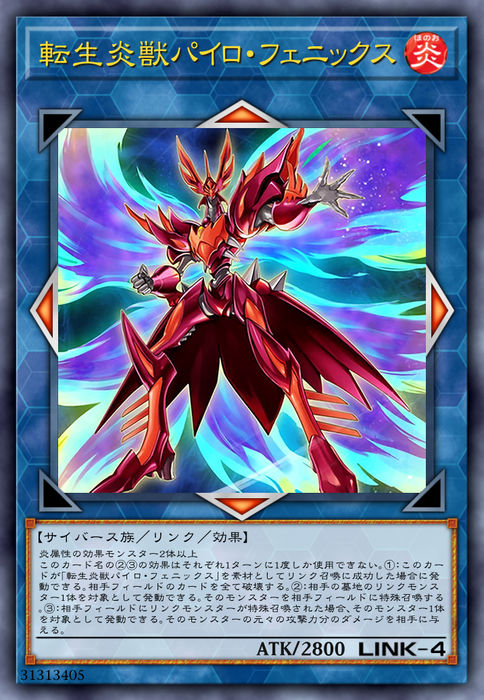 転生炎獣パイロ・フェニックス
ほのお
炎
【サイバース族／リンク／効果】
炎属性の効果モンスター2体以上
このカード名の②③の効果はそれぞれ1ターンに1度しか使用できない。①:このカー
ドが「転生炎獣パイロ・フェニックス」を素材としてリンク召喚に成功した場合に発
動できる。相手フィールドのカードを全て破壊する。②:相手の墓地のリンクモンス
ター1体を対象として発動できる。そのモンスターを相手フィールドに特殊召喚する。
③:相手フィールドにリンクモンスターが特殊召喚された場合、そのモンスター1体
を対象として発動できる。そのモンスターの元々の攻撃力分のダメージを相手に与
える。
ATK/2800 LINK-4
31313405